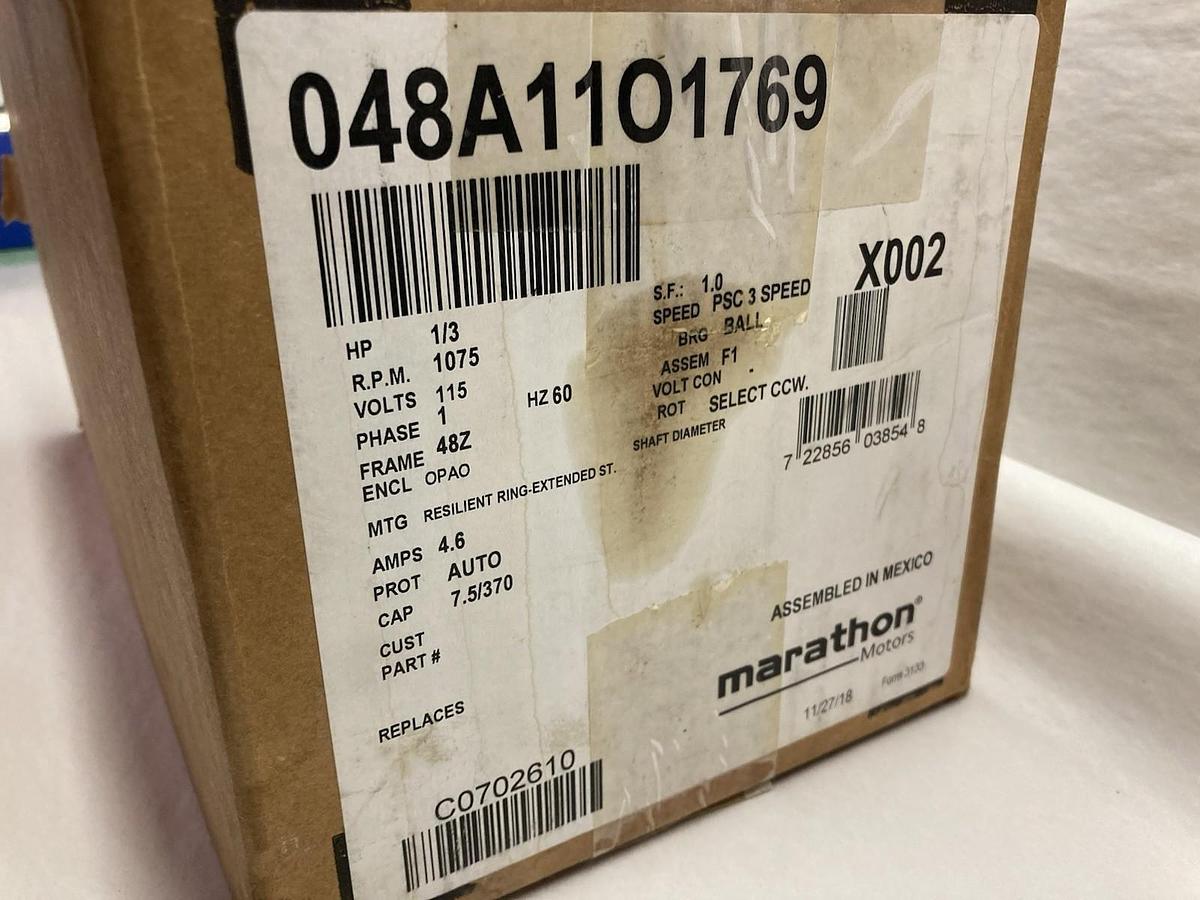 048A11O1769
X002
HP 1/3
R.P.M. 1075
VOLTS 115
HZ 60
PHASE 1
FRAME 48Z
ENCL OPAO
MTG RESILIENT RING-EXTENDED ST.
SHAFT DIAMETER
AMPS 4.6
PROT AUTO
CAP 7.5/370
CUST
PART #
REPLACES
C0702610
S.F.: 1.0
SPEED PSC 3 SPEED
BRG BALL
ASSEM F1
VOLT CON -
ROT SELECT CCW.
7 22856 03854 8
ASSEMBLED IN MEXICO
marathon®
Motors
11/27/18
Form 3133